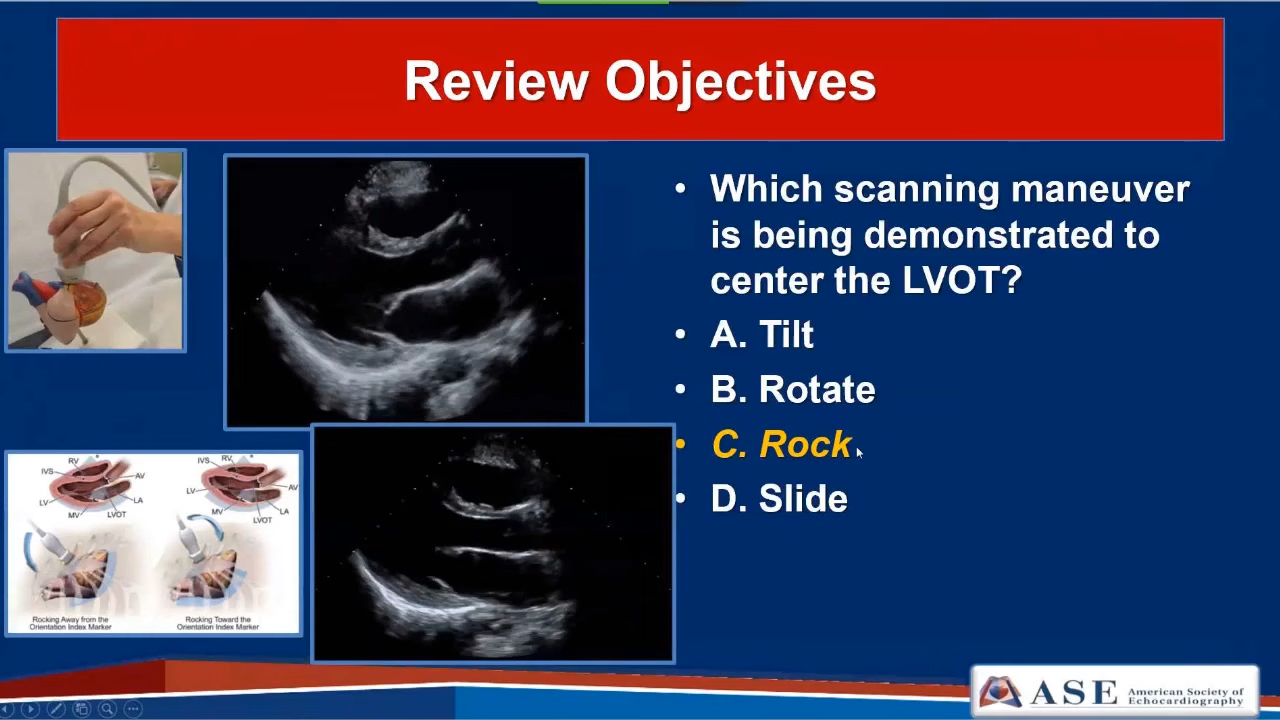 Review Objectives
• Which scanning maneuver
is being demonstrated to
center the LVOT?
• A. Tilt
• B. Rotate
• C. Rock
• D. Slide
RV
IVS
AV
LV
LA
MV
LVOT
Rocking Away from the
Orientation Index Marker
IVS
RV
AV
LV
LA
MV
LVOT
Rocking Toward the
Orientation Index Marker
ASE American Society of
Echocardiography